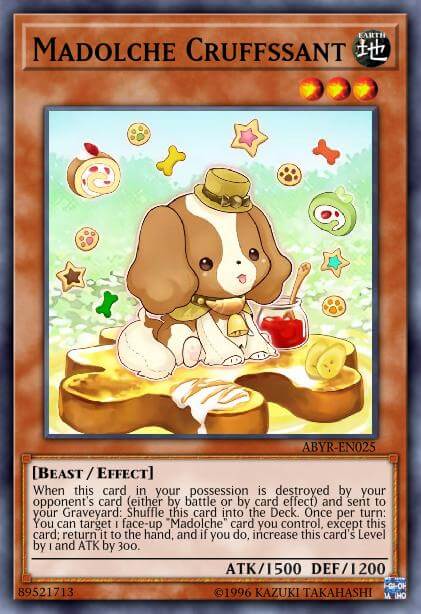 MADOLCHE CRUFFSSANT
EARTH
地
ABYR-EN025
[BEAST / EFFECT]
When this card in your possession is destroyed by your
opponent's card (either by battle or by card effect) and sent to
your Graveyard: Shuffle this card into the Deck. Once per turn:
You can target 1 face-up "Madolche" card you control, except this
card; return it to the hand, and if you do, increase this card's Level
by 1 and ATK by 300.
ATK/1500 DEF/1200
89521713
©1996 KAZUKI TAKAHASHI